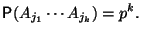 P(A_{j_1} ⋯ A_{j_k}) = p^k.